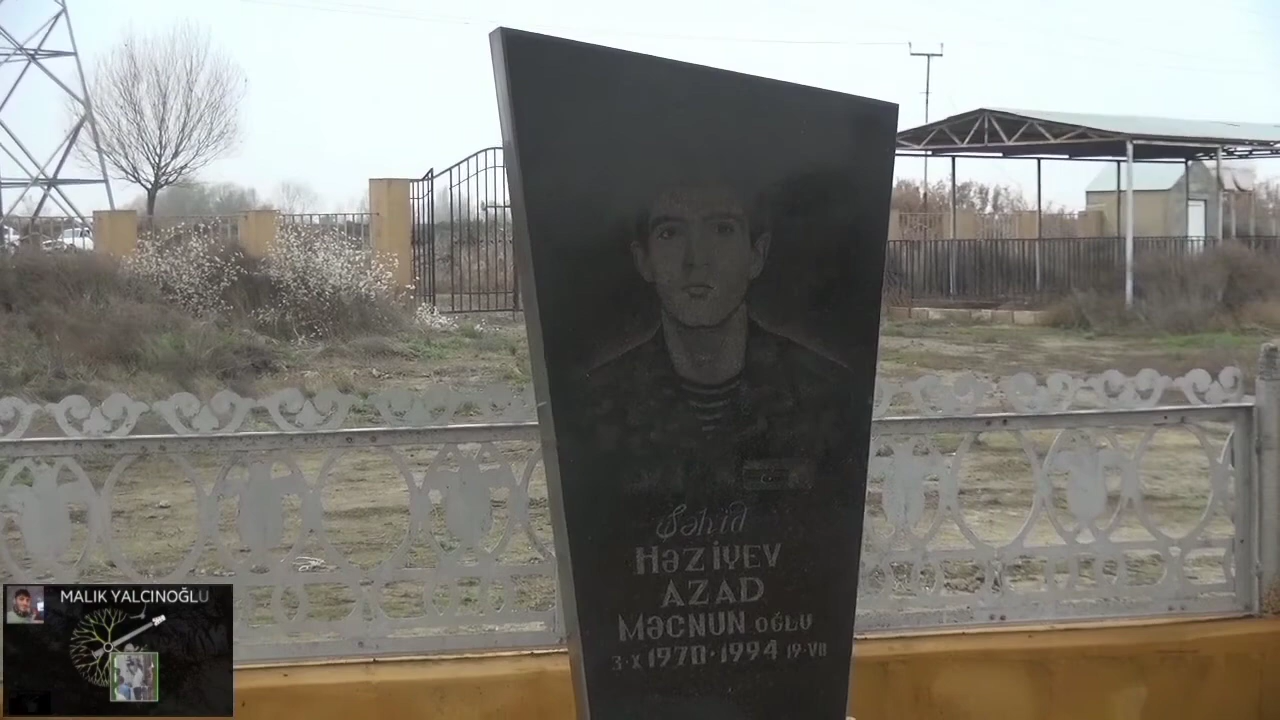 Şəhid
HƏZİYEV
AZAD
MƏCNUN OĞLU
3·X 1970·1994 19·VII
MALIK YALCINOĞLU